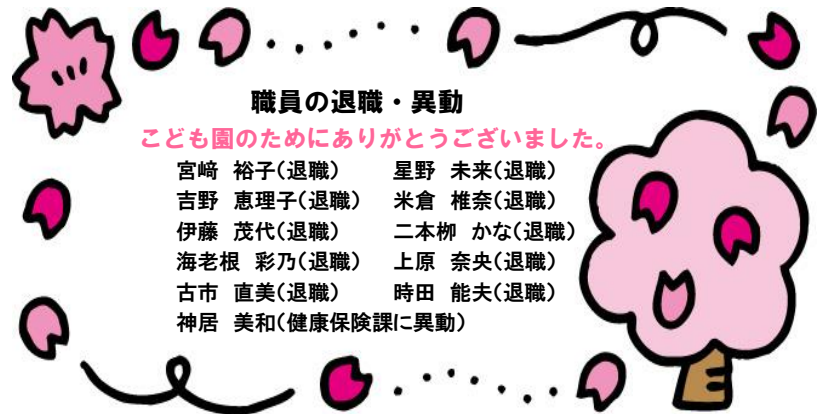 職員の退職・異動
こども園のためにありがとうございました。
宮﨑　裕子(退職)　　星野　未来(退職)
吉野　恵理子(退職)　米倉　椎奈(退職)
伊藤　茂代(退職)　　二本栁　かな(退職)
海老根　彩乃(退職)　上原　奈央(退職)
古市　直美(退職)　　時田　能夫(退職)
神居　美和(健康保険課に異動)